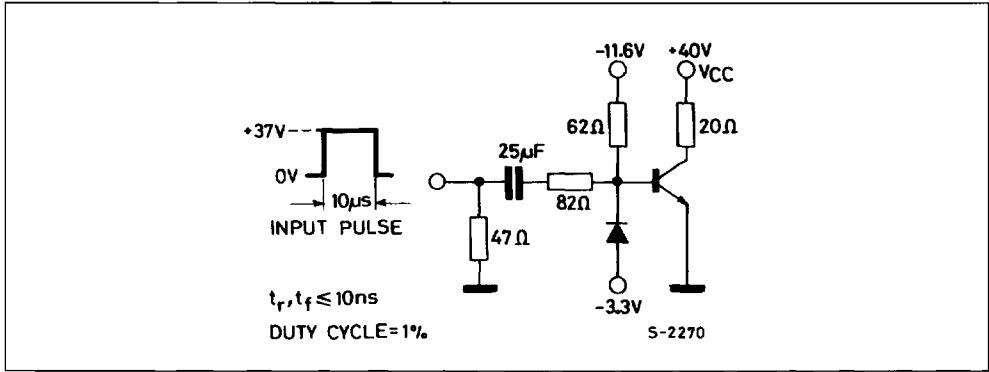 -11.6V +40V
VCC
+37V
62Ω 20Ω
25µF
0V
82Ω
10µs
INPUT PULSE
47Ω
-3.3V
tr, tf ≤ 10ns
DUTY CYCLE = 1%
S-2270